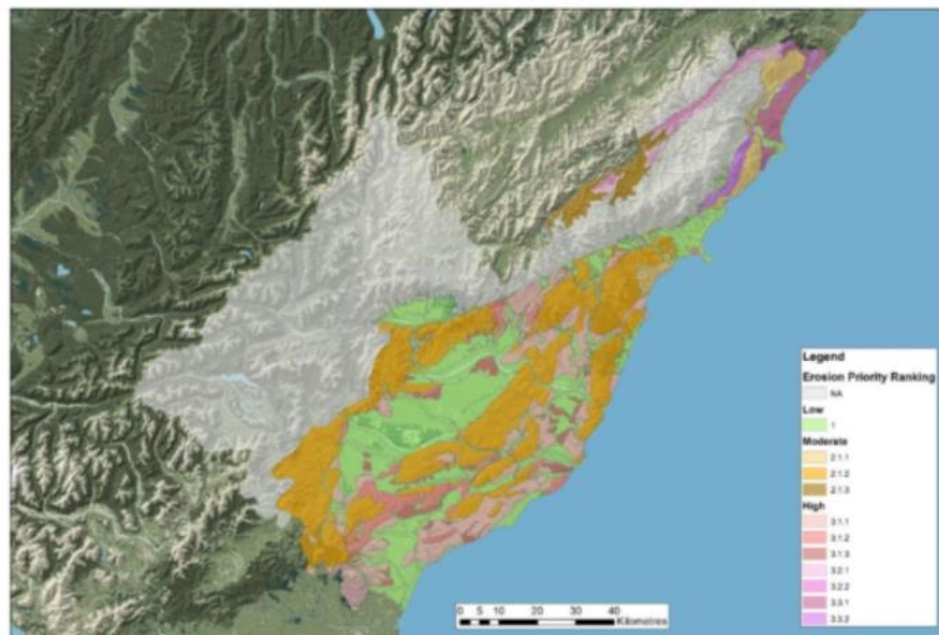 Legend
Erosion Priority Ranking
NA
Low
1
Moderate
2.1.1
2.1.2
2.1.3
High
3.1.1
3.1.2
3.1.3
3.2.1
3.2.2
3.3.1
3.3.2
0 5 10 20 30 40
Kilometres